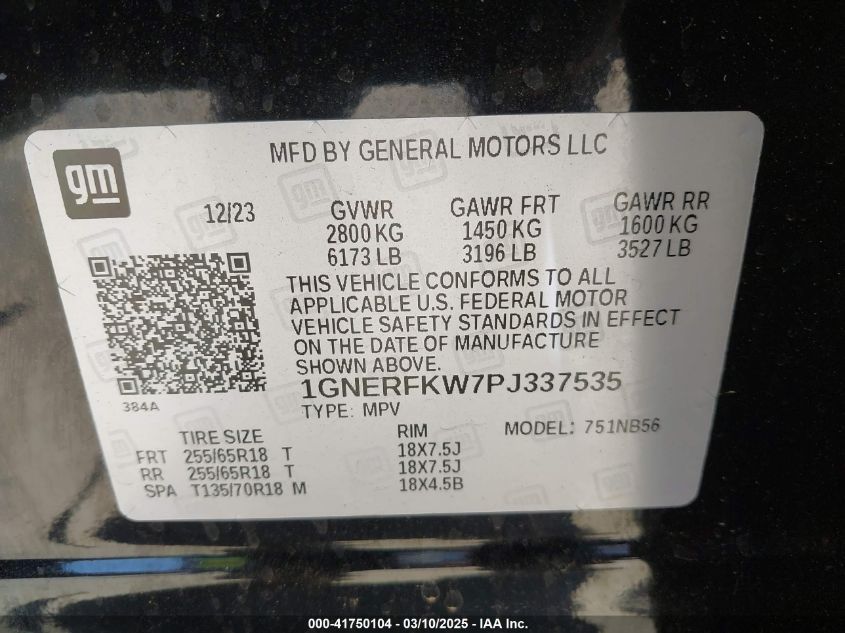 MFD BY GENERAL MOTORS LLC
gm
12/23
GVWR GAWR FRT GAWR RR
2800 KG 1450 KG 1600 KG
6173 LB 3196 LB 3527 LB
THIS VEHICLE CONFORMS TO ALL
APPLICABLE U.S. FEDERAL MOTOR
VEHICLE SAFETY STANDARDS IN EFFECT
ON THE DATE OF MANUFACTURE
SHOWN ABOVE.
1GNERFKW7PJ337535
384A
TYPE: MPV
TIRE SIZE RIM MODEL: 751NB56
FRT 255/65R18 T 18X7.5J
RR 255/65R18 T 18X7.5J
SPA T135/70R18 M 18X4.5B
000-41750104 - 03/10/2025 - IAA Inc.